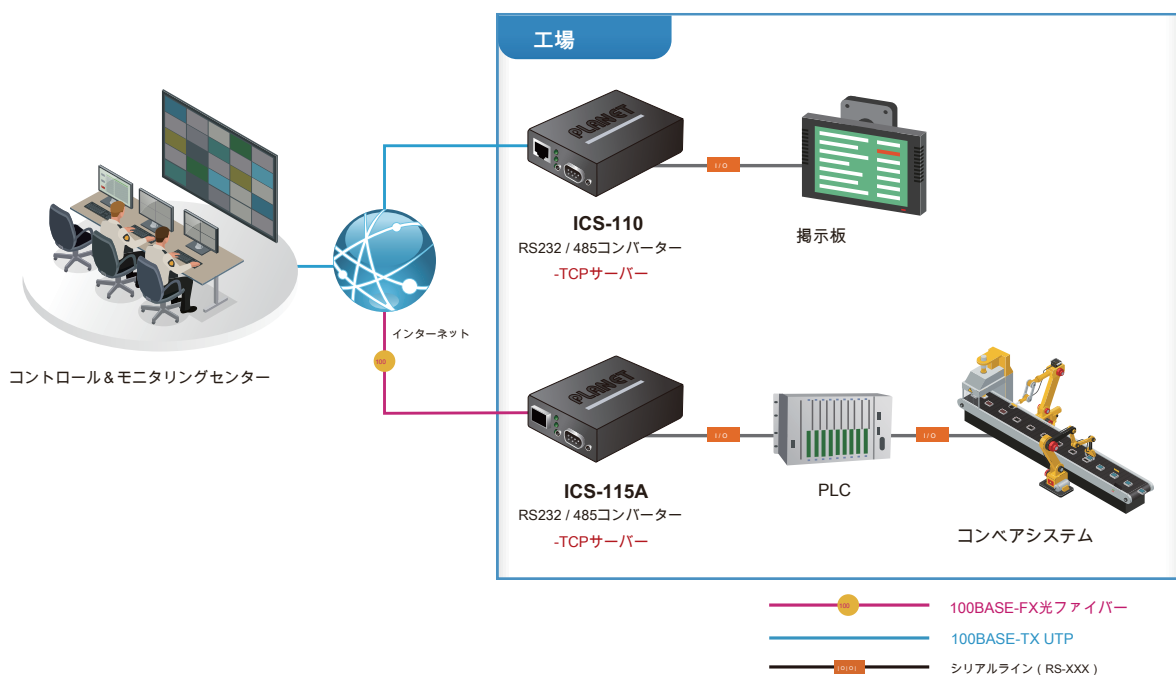 工場
PLANET
I/O
ICS-110
RS232 / 485コンバーター
-TCPサーバー
掲示板
インターネット
100
コントロール&モニタリングセンター
PLANET
I/O
I/O
ICS-115A
RS232 / 485コンバーター
-TCPサーバー
PLC
コンベアシステム
100
100BASE-FX光ファイバー
100BASE-TX UTP
IOIOI
シリアルライン ( RS-XXX )